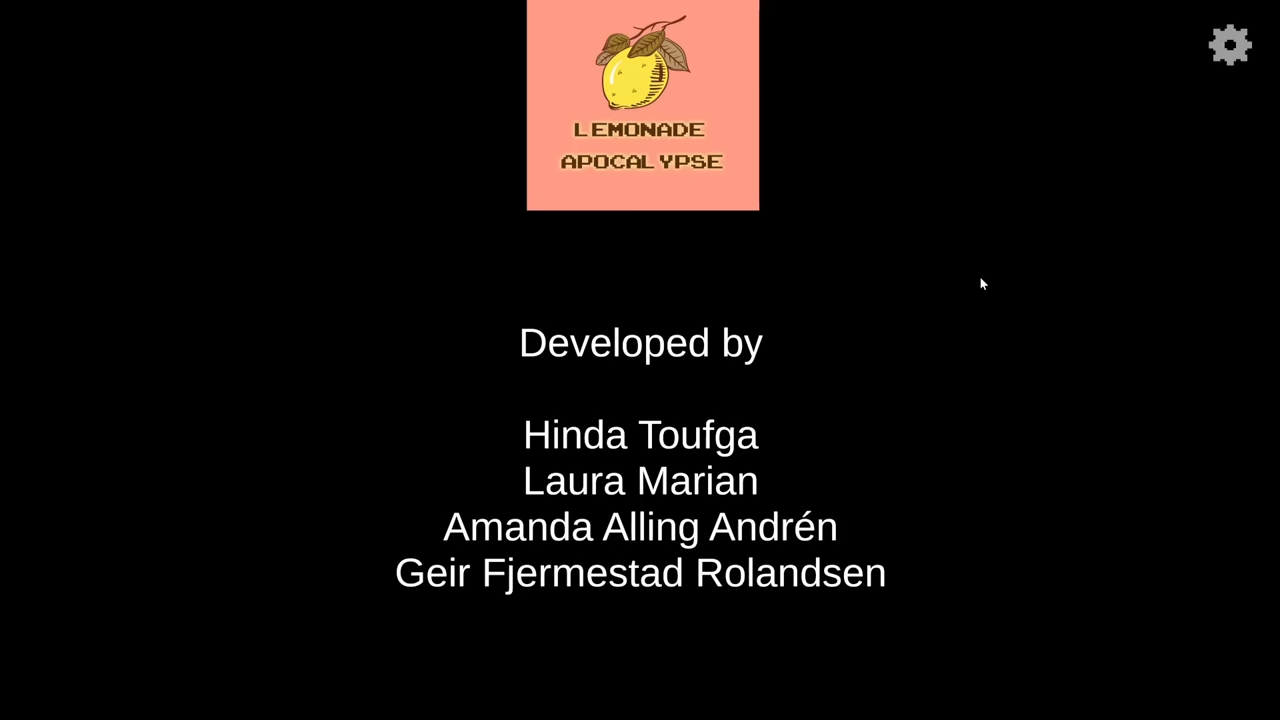 LEMONADE
APOCALYPSE
Developed by
Hinda Toufga
Laura Marian
Amanda Alling Andrén
Geir Fjermestad Rolandsen